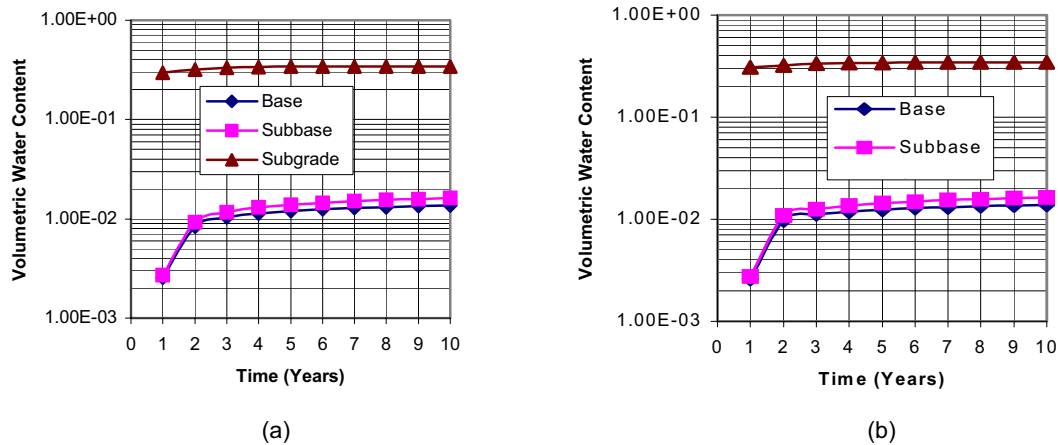 1.00E+00
1.00E-01
1.00E-02
1.00E-03
Volumetric Water Content
Base
Subbase
Subgrade
0 1 2 3 4 5 6 7 8 9 10
Time (Years)
(a)
1.00E+00
1.00E-01
1.00E-02
1.00E-03
Volumetric Water Content
Base
Subbase
0 1 2 3 4 5 6 7 8 9 10
Time (Years)
(b)